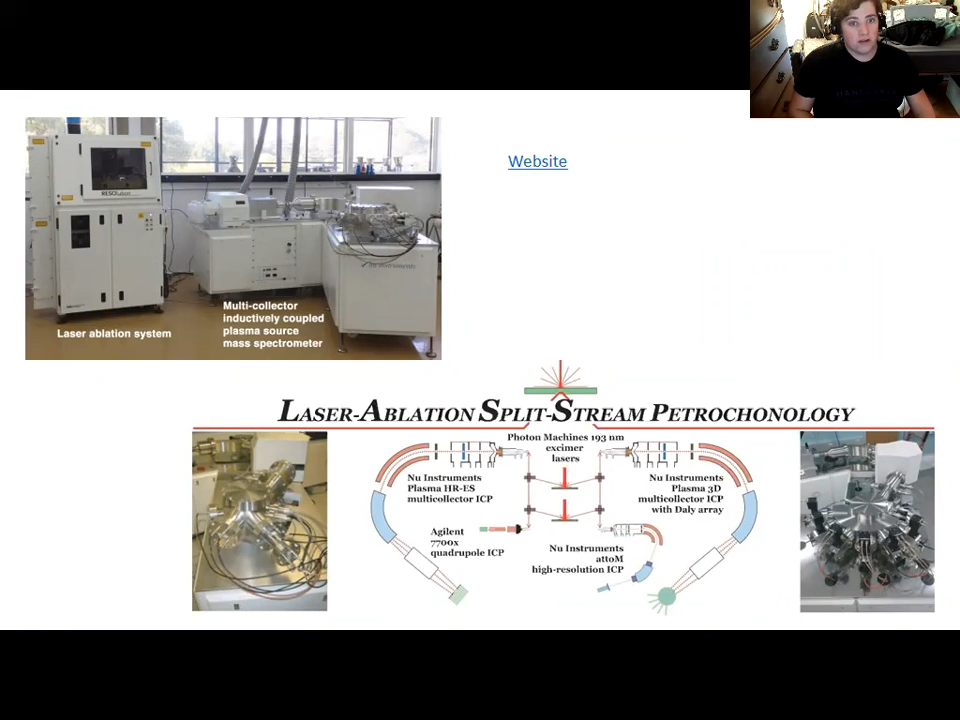 Website
RESOlution
Laser ablation system
Multi-collector
inductively coupled
plasma source
mass spectrometer
LASER-ABLATION SPLIT-STREAM PETROCHONOLOGY
Photon Machines 193 nm
excimer
lasers
Nu Instruments
Plasma HR-ES
multicollector ICP
Nu Instruments
Plasma 3D
multicollector ICP
with Daly array
Agilent
7700x
quadrupole ICP
Nu Instruments
attoM
high-resolution ICP